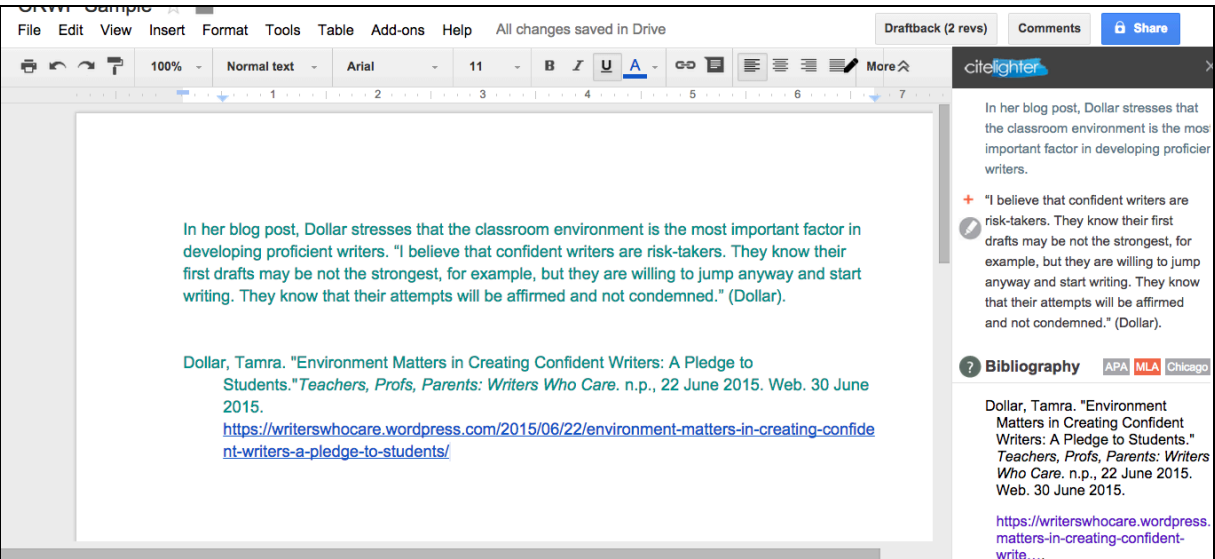 File Edit View Insert Format Tools Table Add-ons Help All changes saved in Drive
Draftback (2 revs) Comments Share
100% Normal text Arial 11 B I U A More
1 2 3 4 5 6 7
In her blog post, Dollar stresses that the classroom environment is the most important factor in
developing proficient writers. “I believe that confident writers are risk-takers. They know their
first drafts may be not the strongest, for example, but they are willing to jump anyway and start
writing. They know that their attempts will be affirmed and not condemned.” (Dollar).
Dollar, Tamra. "Environment Matters in Creating Confident Writers: A Pledge to
Students."Teachers, Profs, Parents: Writers Who Care. n.p., 22 June 2015. Web. 30 June
2015.
https://writerswhocare.wordpress.com/2015/06/22/environment-matters-in-creating-confide
nt-writers-a-pledge-to-students/
citelighter
In her blog post, Dollar stresses that
the classroom environment is the mos
important factor in developing proficier
writers.
+ “I believe that confident writers are
risk-takers. They know their first
drafts may be not the strongest, for
example, but they are willing to jump
anyway and start writing. They know
that their attempts will be affirmed
and not condemned.” (Dollar).
? Bibliography APA MLA Chicago
Dollar, Tamra. "Environment
Matters in Creating Confident
Writers: A Pledge to Students."
Teachers, Profs, Parents: Writers
Who Care. n.p., 22 June 2015.
Web. 30 June 2015.
https://writerswhocare.wordpress.
matters-in-creating-confident-
write....